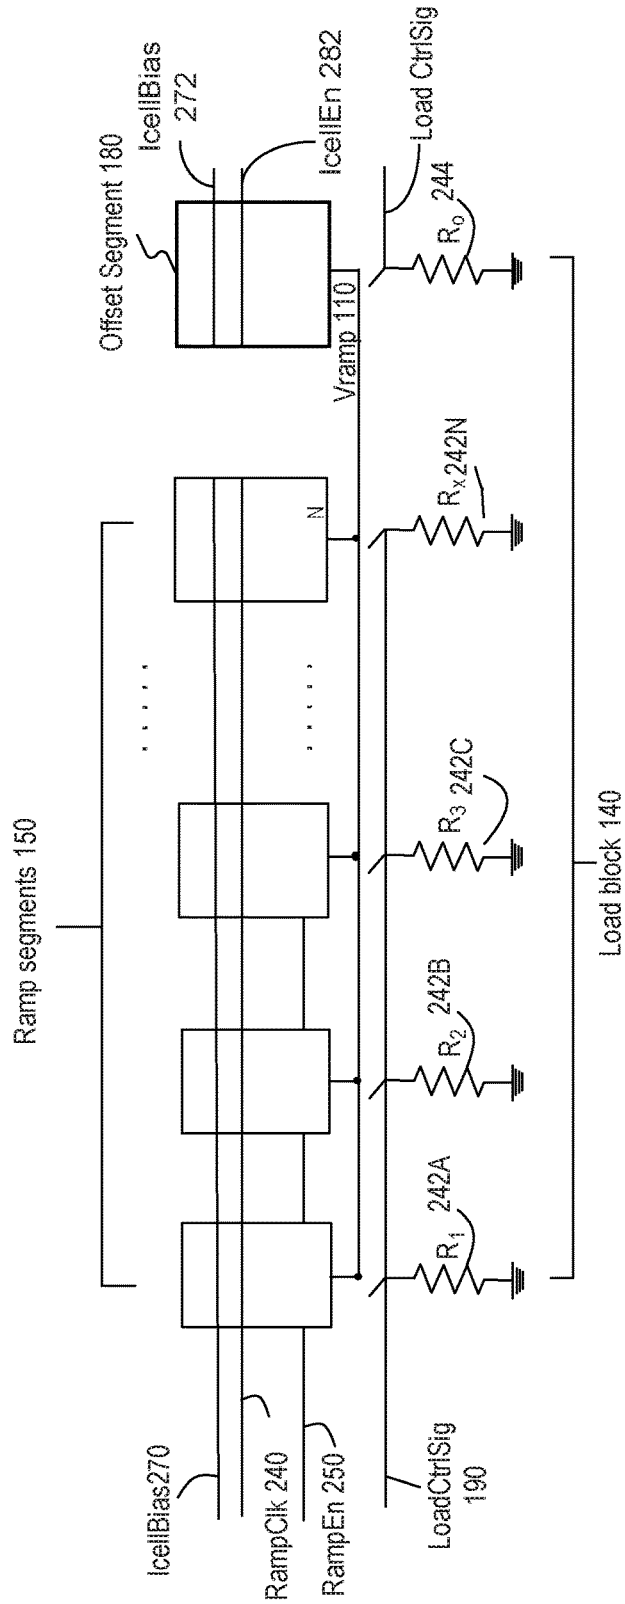 Ramp segments 150
Offset Segment 180
IcellBias
272
IcellEn 282
IcellBias270
RampClk 240
RampEn 250
N
Vramp 110
Load CtrlSig
LoadCtrlSig
190
R1 242A
R2 242B
R3 242C
Rx 242N
Ro 244
Load block 140